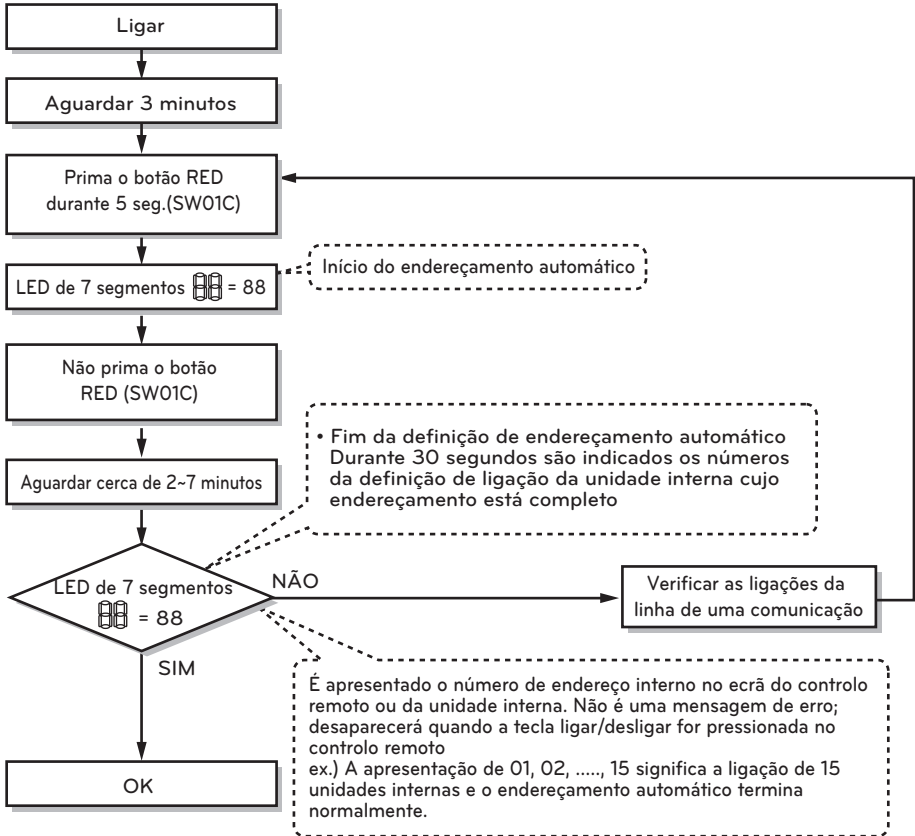 Ligar
Aguardar 3 minutos
Prima o botão RED
durante 5 seg.(SW01C)
LED de 7 segmentos 88 = 88
Início do endereçamento automático
Não prima o botão
RED (SW01C)
• Fim da definição de endereçamento automático
Durante 30 segundos são indicados os números
da definição de ligação da unidade interna cujo
endereçamento está completo
Aguardar cerca de 2~7 minutos
LED de 7 segmentos
88 = 88
NÃO
Verificar as ligações da
linha de uma comunicação
SIM
É apresentado o número de endereço interno no ecrã do controlo
remoto ou da unidade interna. Não é uma mensagem de erro;
desaparecerá quando a tecla ligar/desligar for pressionada no
controlo remoto
ex.) A apresentação de 01, 02, ....., 15 significa a ligação de 15
unidades internas e o endereçamento automático termina
normalmente.
OK